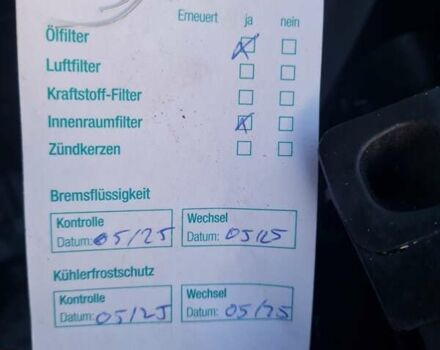 Erneuert ja nein
Ölfilter
Luftfilter
Kraftstoff-Filter
Innenraumfilter
Zündkerzen
Bremsflüssigkeit
Kontrolle Wechsel
Datum: 05/25 Datum: 05/25
Kühlerfrostschutz
Kontrolle Wechsel
Datum: 05/25 Datum: 05/25